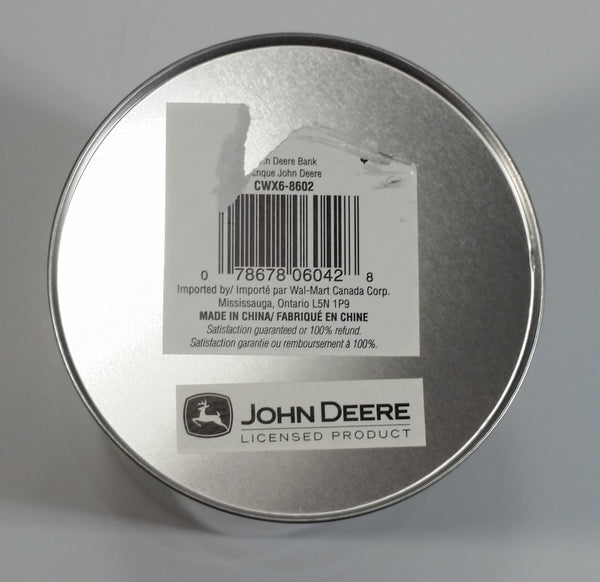 Deere Bank
John Deere
CWX6-8602
0 78678 06042 8
Imported by/ Importé par Wal-Mart Canada Corp.
Mississauga, Ontario L5N 1P9
MADE IN CHINA/ FABRIQUÉ EN CHINE
Satisfaction guaranteed or 100% refund.
Satisfaction garantie ou remboursement à 100%.
JOHN DEERE
LICENSED PRODUCT